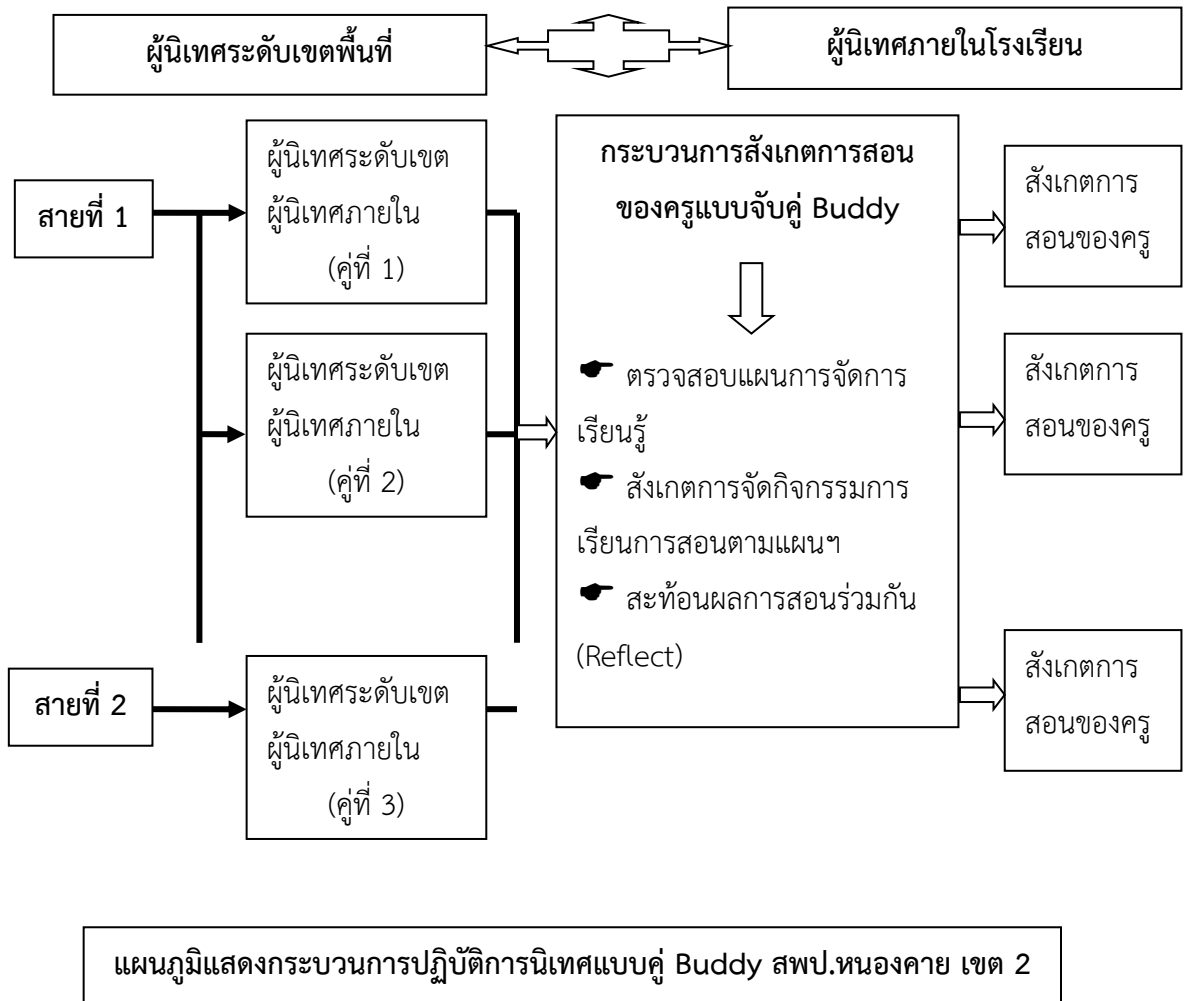 ผู้นิเทศระดับเขตพื้นที่
ผู้นิเทศภายในโรงเรียน
สายที่ 1
ผู้นิเทศระดับเขต
ผู้นิเทศภายใน
(คู่ที่ 1)
ผู้นิเทศระดับเขต
ผู้นิเทศภายใน
(คู่ที่ 2)
สายที่ 2
ผู้นิเทศระดับเขต
ผู้นิเทศภายใน
(คู่ที่ 3)
กระบวนการสังเกตการสอน
ของครูแบบจับคู่ Buddy
ตรวจสอบแผนการจัดการ
เรียนรู้
สังเกตการจัดกิจกรรมการ
เรียนการสอนตามแผนฯ
สะท้อนผลการสอนร่วมกัน
(Reflect)
สังเกตการ
สอนของครู
สังเกตการ
สอนของครู
สังเกตการ
สอนของครู
แผนภูมิแสดงกระบวนการปฏิบัติการนิเทศแบบคู่ Buddy สพป.หนองคาย เขต 2